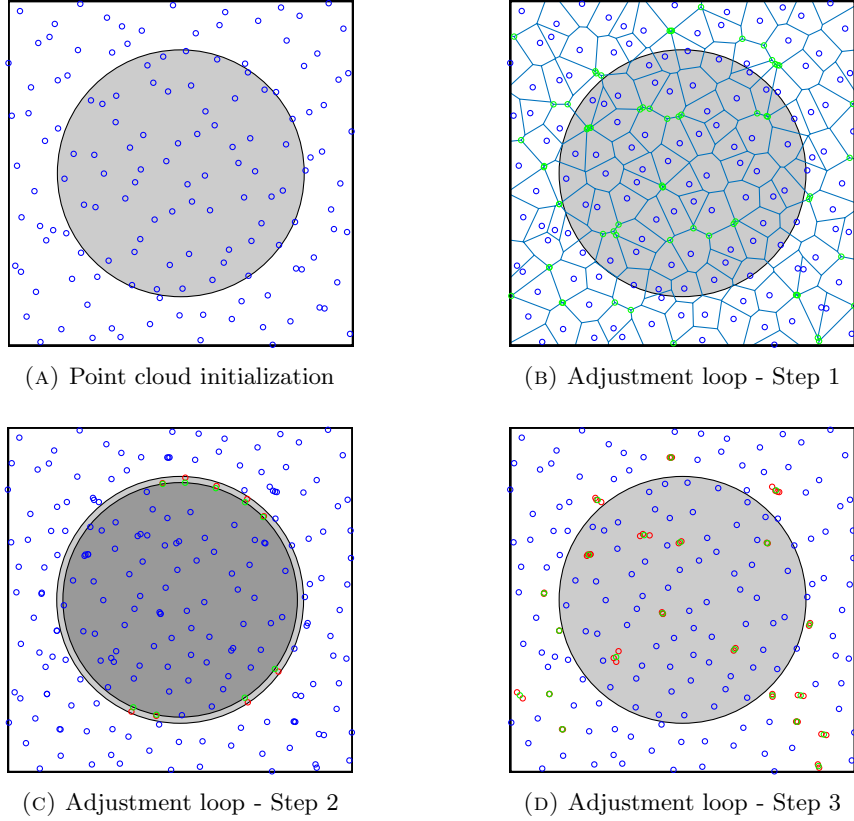 (A) Point cloud initialization
(B) Adjustment loop - Step 1
(C) Adjustment loop - Step 2
(D) Adjustment loop - Step 3